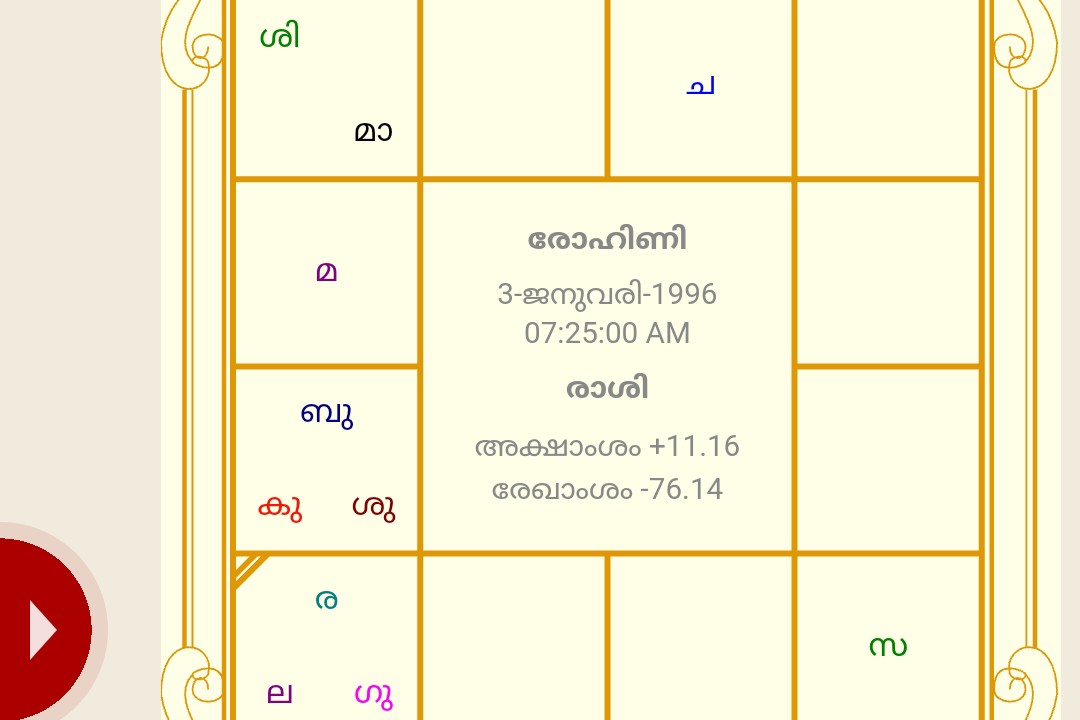 ശി
ച
മാ
മ
രോഹിണി
3-ജനുവരി-1996
07:25:00 AM
രാശി
അക്ഷാംശം +11.16
രേഖാംശം -76.14
ബു
കു ശു
ര
സ
ല ഗു